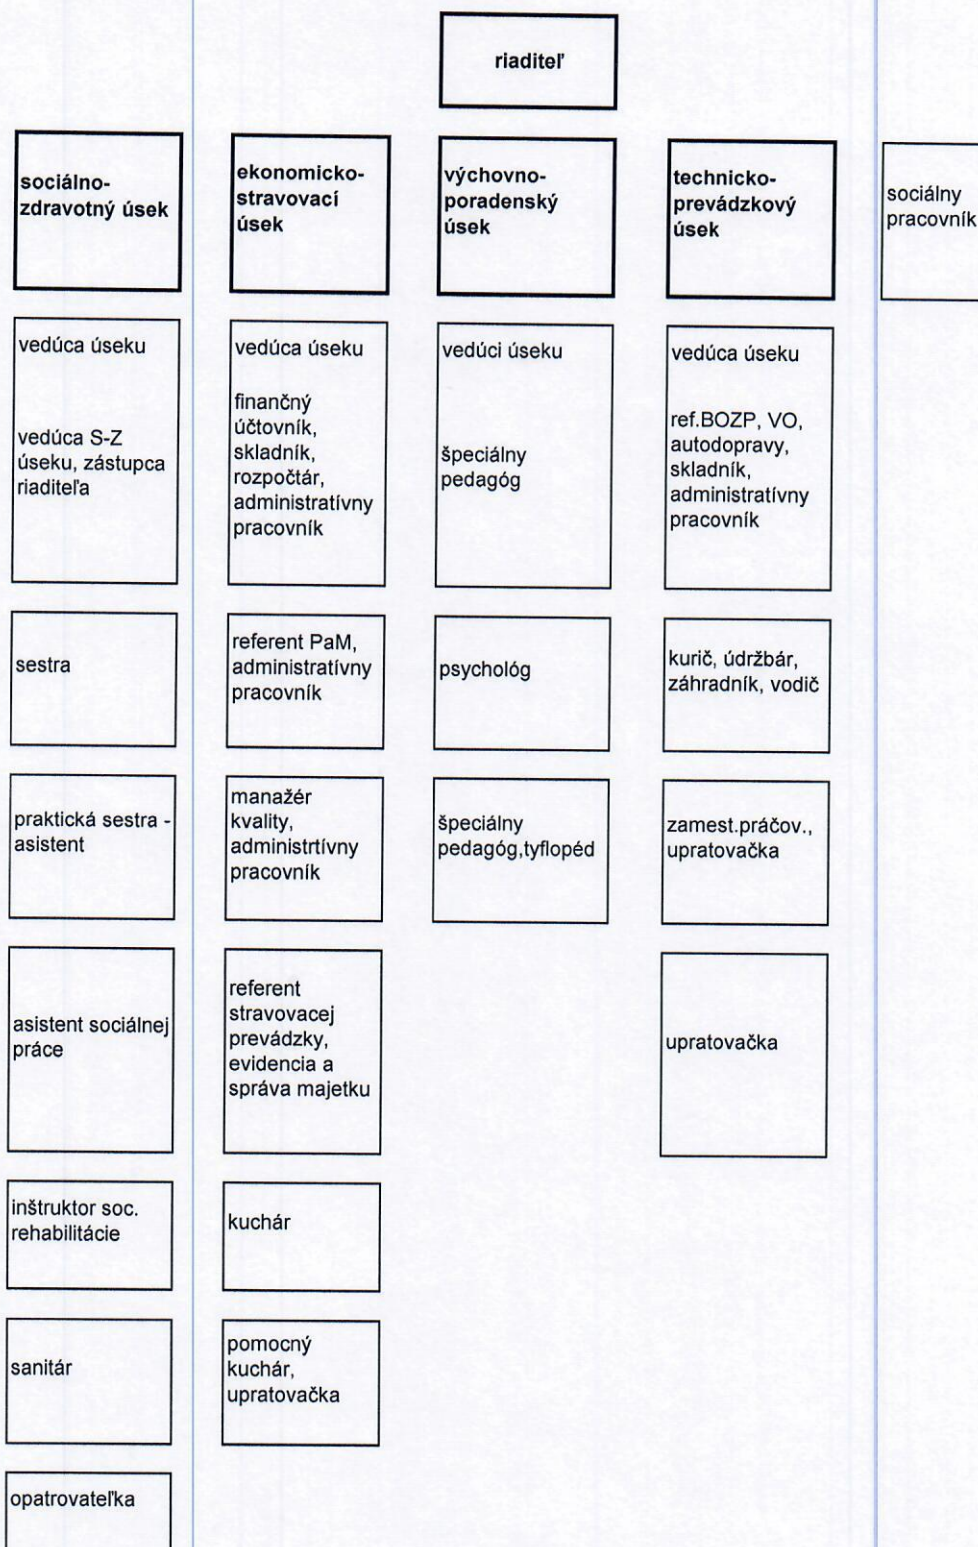 riaditeľ
sociálno-
zdravotný úsek
ekonomicko-
stravovací
úsek
výchovno-
poradenský
úsek
technicko-
prevádzkový
úsek
sociálny
pracovník
vedúca úseku
vedúca S-Z
úseku, zástupca
riaditeľa
vedúca úseku
finančný
účtovník,
skladník,
rozpočtár,
administratívny
pracovník
vedúci úseku
špeciálny
pedagóg
vedúca úseku
ref.BOZP, VO,
autodopravy,
skladník,
administratívny
pracovník
sestra
referent PaM,
administratívny
pracovník
psychológ
kurič, údržbár,
záhradník, vodič
praktická sestra -
asistent
manažér
kvality,
administrtívny
pracovník
špeciálny
pedagóg,tyflopéd
zamest.práčov.,
upratovačka
asistent sociálnej
práce
referent
stravovacej
prevádzky,
evidencia a
správa majetku
upratovačka
inštruktor soc.
rehabilitácie
kuchár
sanitár
pomocný
kuchár,
upratovačka
opatrovateľka